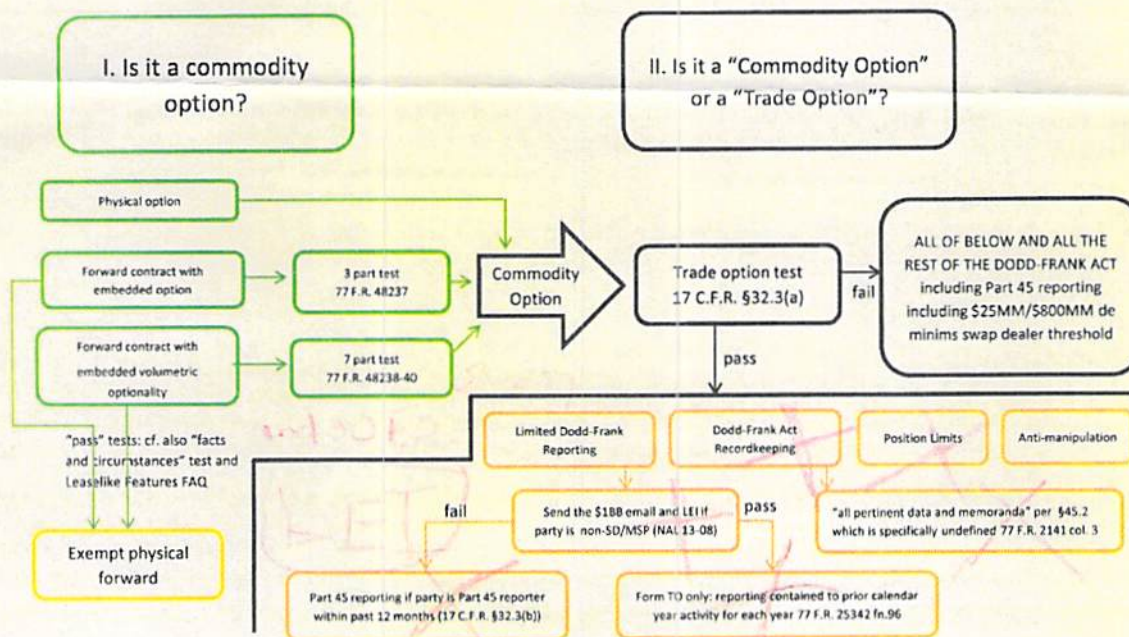 I. Is it a commodity
option?
II. Is it a "Commodity Option"
or a "Trade Option"?
Physical option
Forward contract with
embedded option
3 part test
77 F.R. 48237
Forward contract with
embedded volumetric
optionality
7 part test
77 F.R. 48238-40
Commodity
Option
Trade option test
17 C.F.R. §32.3(a)
fail
ALL OF BELOW AND ALL THE
REST OF THE DODD-FRANK ACT
including Part 45 reporting
including $25MM/$800MM de
minims swap dealer threshold
pass
"pass" tests: cf. also "facts
and circumstances" test and
Leaselike Features FAQ
Exempt physical
forward
Limited Dodd-Frank
Reporting
Dodd-Frank Act
Recordkeeping
Position Limits
Anti-manipulation
fail
Send the $1BB email and LEI if
party is non-SD/MSP (NAL 13-08)
pass
"all pertinent data and memoranda" per §45.2
which is specifically undefined 77 F.R. 2141 col. 3
Part 45 reporting if party is Part 45 reporter
within past 12 months (17 C.F.R. §32.3(b))
Form TO only: reporting contained to prior calendar
year activity for each year 77 F.R. 25342 fn.96